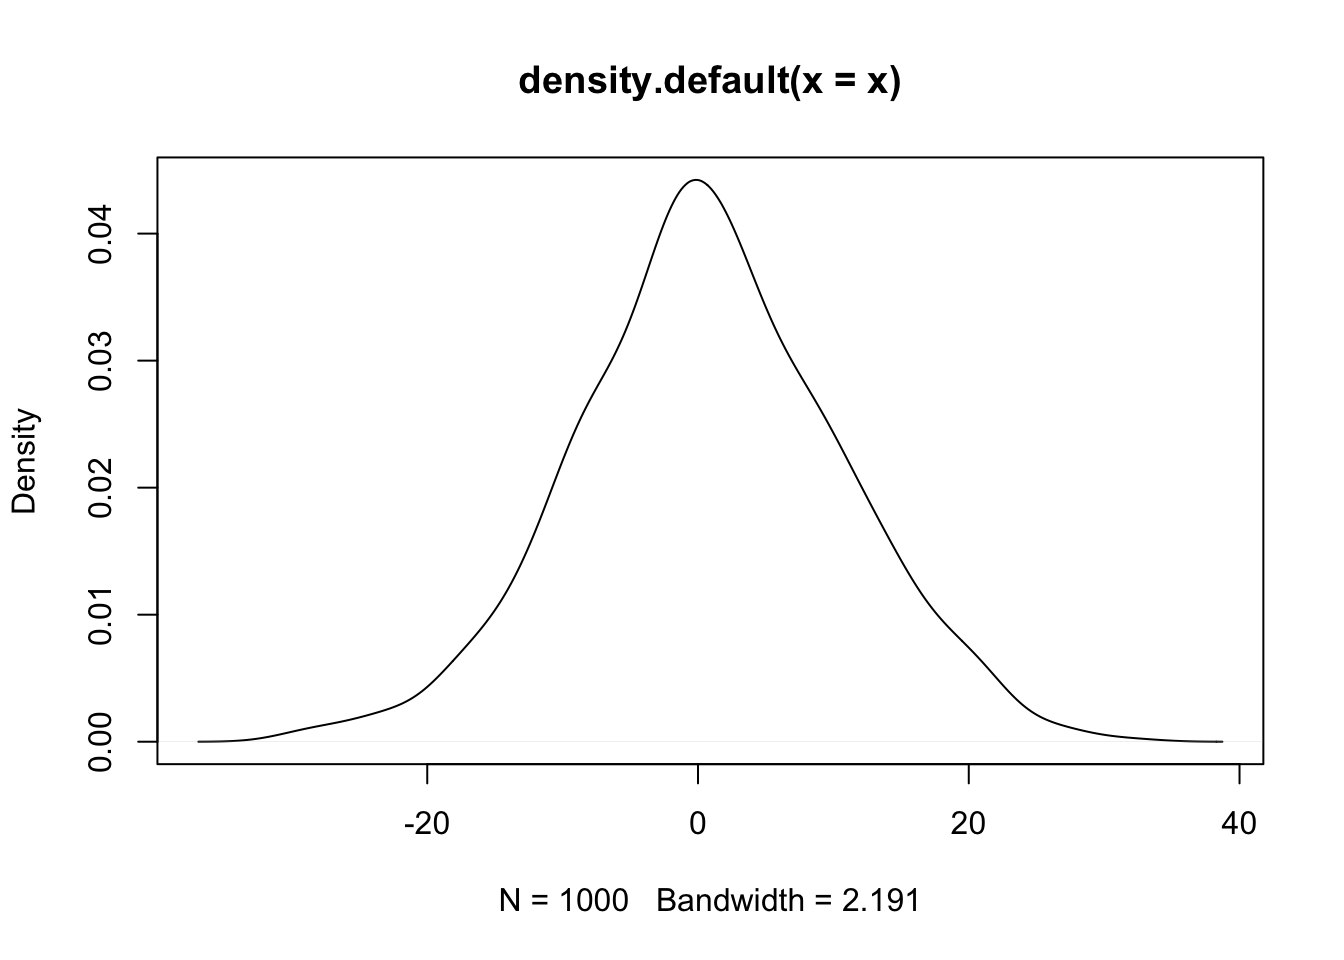 density.default(x = x)
Density
0.04
0.03
0.02
0.01
0.00
-20 0 20 40
N = 1000 Bandwidth = 2.191